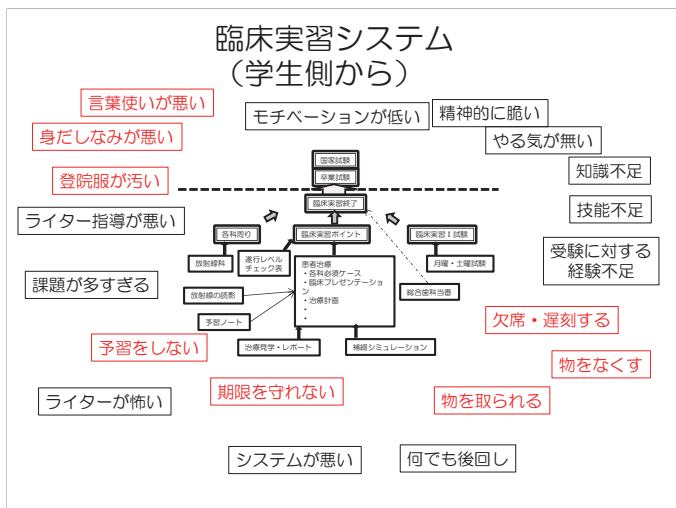 臨床実習システム
（学生側から）
言葉使いが悪い
モチベーションが低い
精神的に脆い
身だしなみが悪い
やる気が無い
国家試験
卒業試験
登院服が汚い
知識不足
臨床実習終了
ライター指導が悪い
技能不足
各科周り
臨床実習ポイント
臨床実習Ⅰ試験
放射線科
遂行レベル
チェック表
患者治療
・各科必須ケース
・臨床プレゼンテーショ
ン
・治療計画
・
・
月曜・土曜試験
受験に対する
経験不足
課題が多すぎる
放射線の読影
総合歯科当番
予習ノート
欠席・遅刻する
予習をしない
治療見学・レポート
補綴シミュレーション
物をなくす
ライターが怖い
期限を守れない
物を取られる
システムが悪い
何でも後回し